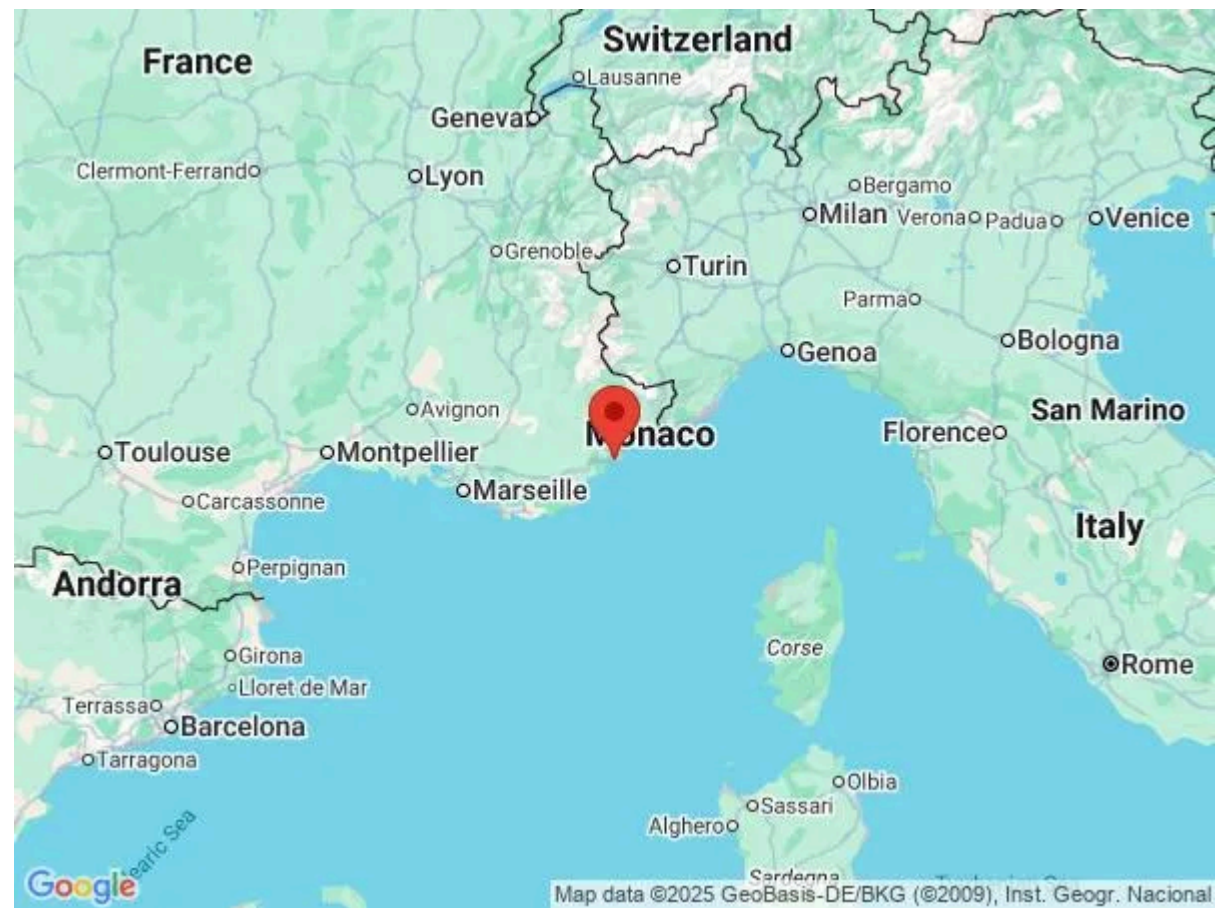 Switzerland
France
Lausanne
Geneva
Clermont-Ferrand
Lyon
Bergamo
Milan
Verona
Padua
Venice
Grenoble
Turin
Parma
Bologna
Genoa
Avignon
San Marino
Monaco
Florence
Toulouse
Montpellier
Marseille
Carcassonne
Italy
Perpignan
Andorra
Corse
Girona
Rome
Lloret de Mar
Terrassa
Barcelona
Tarragona
Olbia
Sassari
Alghero
Sardegna
Google
Map data ©2025 GeoBasis-DE/BKG (©2009), Inst. Geogr. Nacional